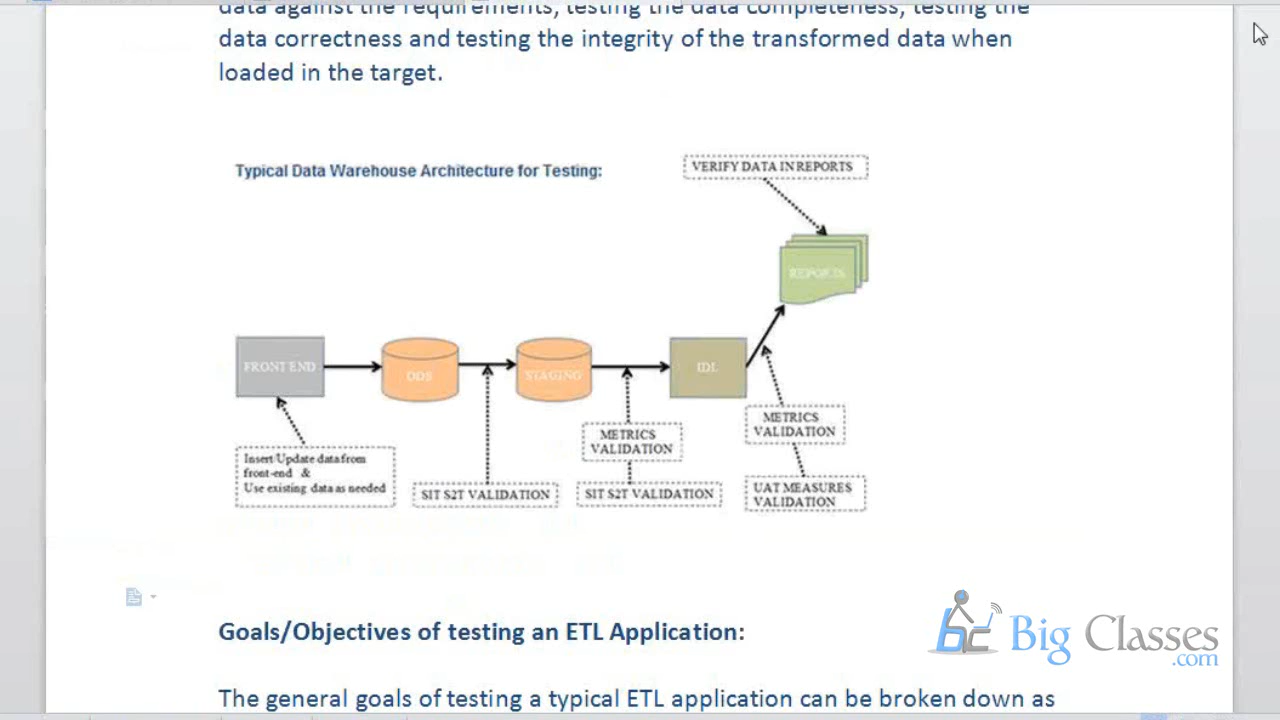 data against the requirements, testing the data completeness, testing the
data correctness and testing the integrity of the transformed data when
loaded in the target.
Typical Data Warehouse Architecture for Testing:
VERIFY DATA IN REPORTS
REPORTS
FRONT END
STAGING
IDL
METRICS
VALIDATION
METRICS
VALIDATION
Insert/Update data from
front-end &
Use existing data as needed
SIT S2T VALIDATION
SIT S2T VALIDATION
UAT MEASURES
VALIDATION
Goals/Objectives of testing an ETL Application:
Big Classes
.com
The general goals of testing a typical ETL application can be broken down as